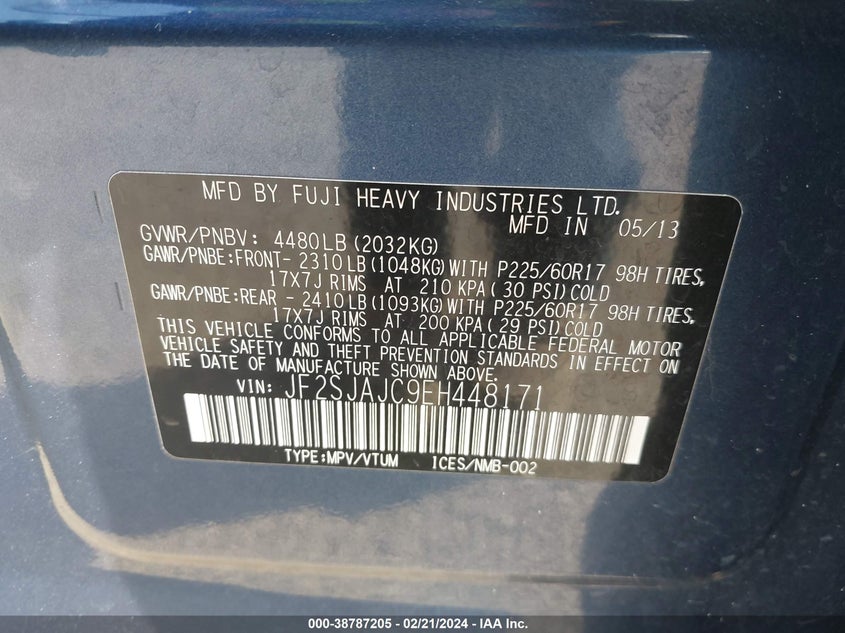 MFD BY FUJI HEAVY INDUSTRIES LTD.
MFD IN 05/13
GVWR/PNBV: 4480LB (2032KG)
GAWR/PNBE:FRONT- 2310LB (1048KG) WITH P225/60R17 98H TIRES,
17X7J RIMS AT 210 KPA ( 30 PSI) COLD
GAWR/PNBE:REAR - 2410LB (1093KG) WITH P225/60R17 98H TIRES,
17X7J RIMS AT 200 KPA (29 PSI) COLD
THIS VEHICLE CONFORMS TO ALL APPLICABLE FEDERAL MOTOR
VEHICLE SAFETY AND THEFT PREVENTION STANDARDS IN EFFECT ON
THE DATE OF MANUFACTURE SHOWN ABOVE.
VIN: JF2SJAJC9EH448171
TYPE:MPV/VTUM ICES/NMB-002
000-38787205 - 02/21/2024 - IAA Inc.